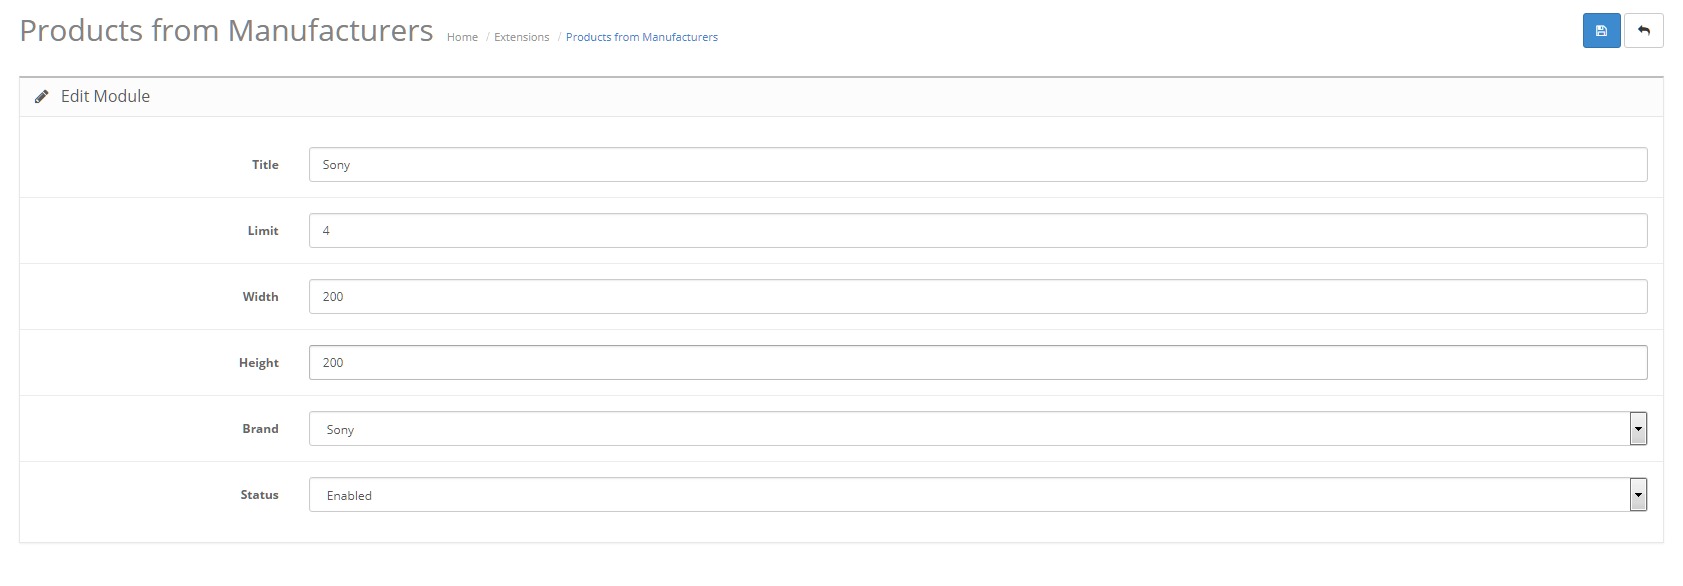 Products from Manufacturers Home / Extensions / Products from Manufacturers
Edit Module
Title Sony
Limit 4
Width 200
Height 200
Brand Sony
Status Enabled